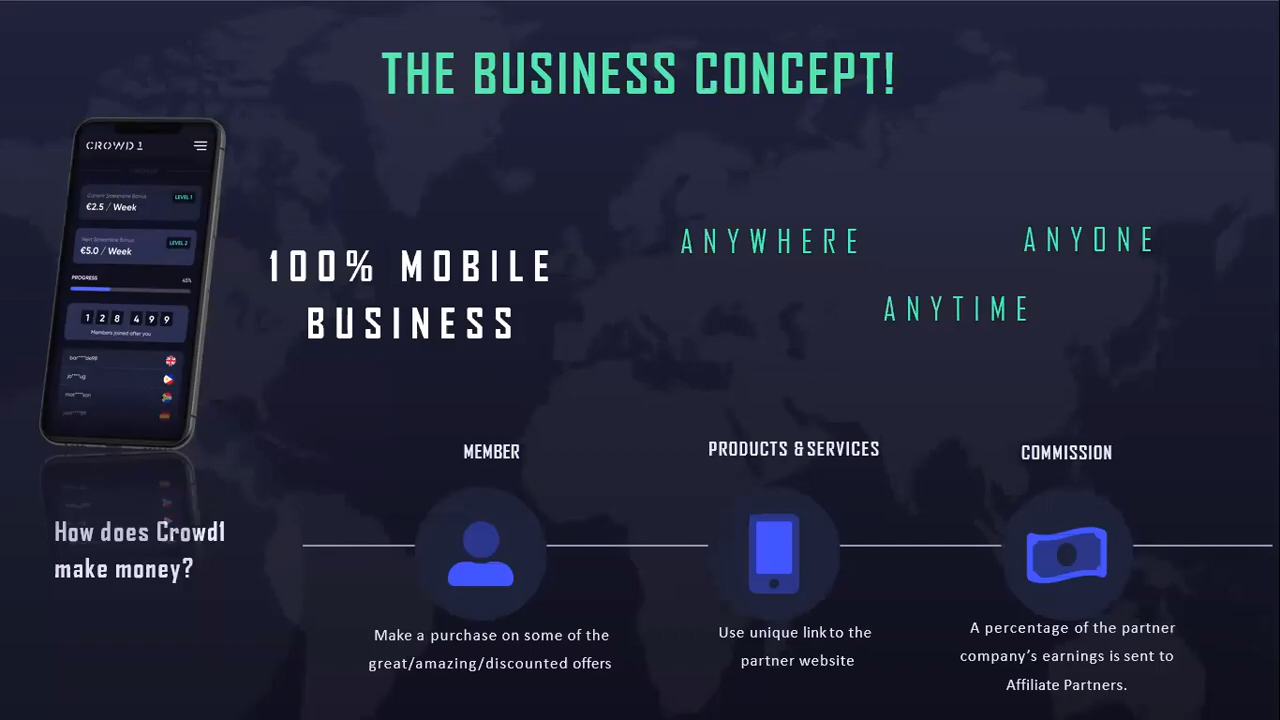 THE BUSINESS CONCEPT!
CROWD1
Current Streamline Bonus
LEVEL 1
€2.5 / Week
Next Streamline Bonus
LEVEL 2
€5.0 / Week
PROGRESS
45%
1 2 8 4 9 9
Members joined after you
100% MOBILE
BUSINESS
ANYWHERE
ANYONE
ANYTIME
How does Crowd1
make money?
MEMBER
PRODUCTS & SERVICES
COMMISSION
Make a purchase on some of the
great/amazing/discounted offers
Use unique link to the
partner website
A percentage of the partner
company's earnings is sent to
Affiliate Partners.